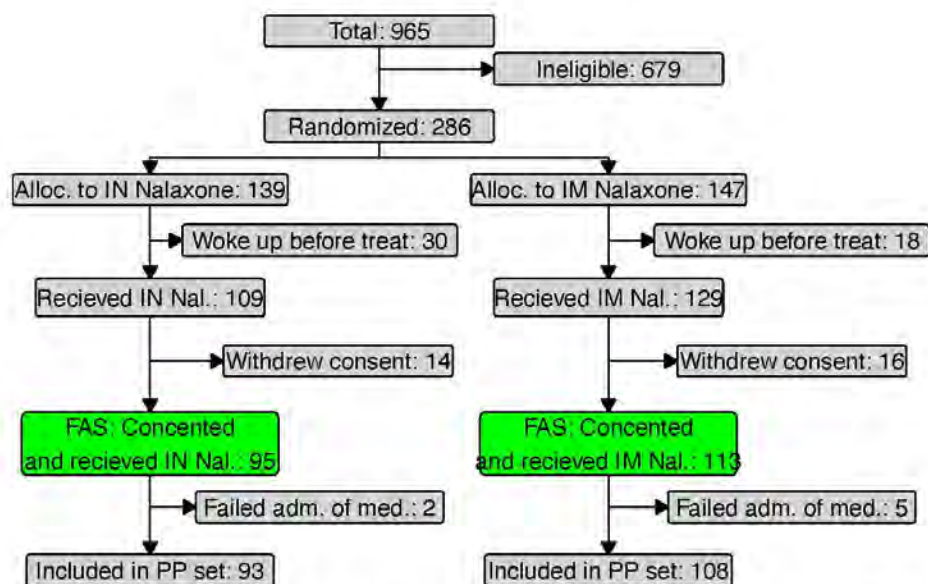 Total: 965
Ineligible: 679
Randomized: 286
Alloc. to IN Nalaxone: 139
Alloc. to IM Nalaxone: 147
Woke up before treat: 30
Woke up before treat: 18
Recieved IN Nal.: 109
Recieved IM Nal.: 129
Withdrew consent: 14
Withdrew consent: 16
FAS: Concented
and recieved IN Nal.: 95
FAS: Concented
and recieved IM Nal.: 113
Failed adm. of med.: 2
Failed adm. of med.: 5
Included in PP set: 93
Included in PP set: 108